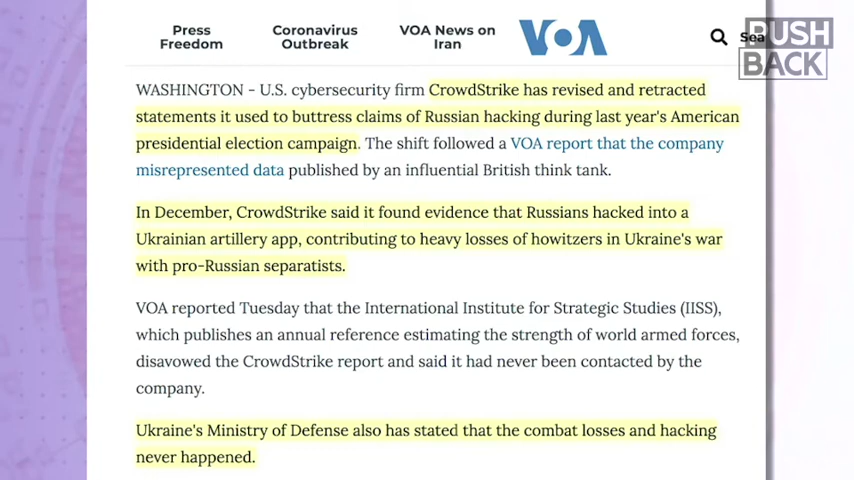 Press Freedom
Coronavirus Outbreak
VOA News on Iran
VOA
Sea
PUSH
BACK
WASHINGTON - U.S. cybersecurity firm CrowdStrike has revised and retracted
statements it used to buttress claims of Russian hacking during last year's American
presidential election campaign. The shift followed a VOA report that the company
misrepresented data published by an influential British think tank.
In December, CrowdStrike said it found evidence that Russians hacked into a
Ukrainian artillery app, contributing to heavy losses of howitzers in Ukraine's war
with pro-Russian separatists.
VOA reported Tuesday that the International Institute for Strategic Studies (IISS),
which publishes an annual reference estimating the strength of world armed forces,
disavowed the CrowdStrike report and said it had never been contacted by the
company.
Ukraine's Ministry of Defense also has stated that the combat losses and hacking
never happened.